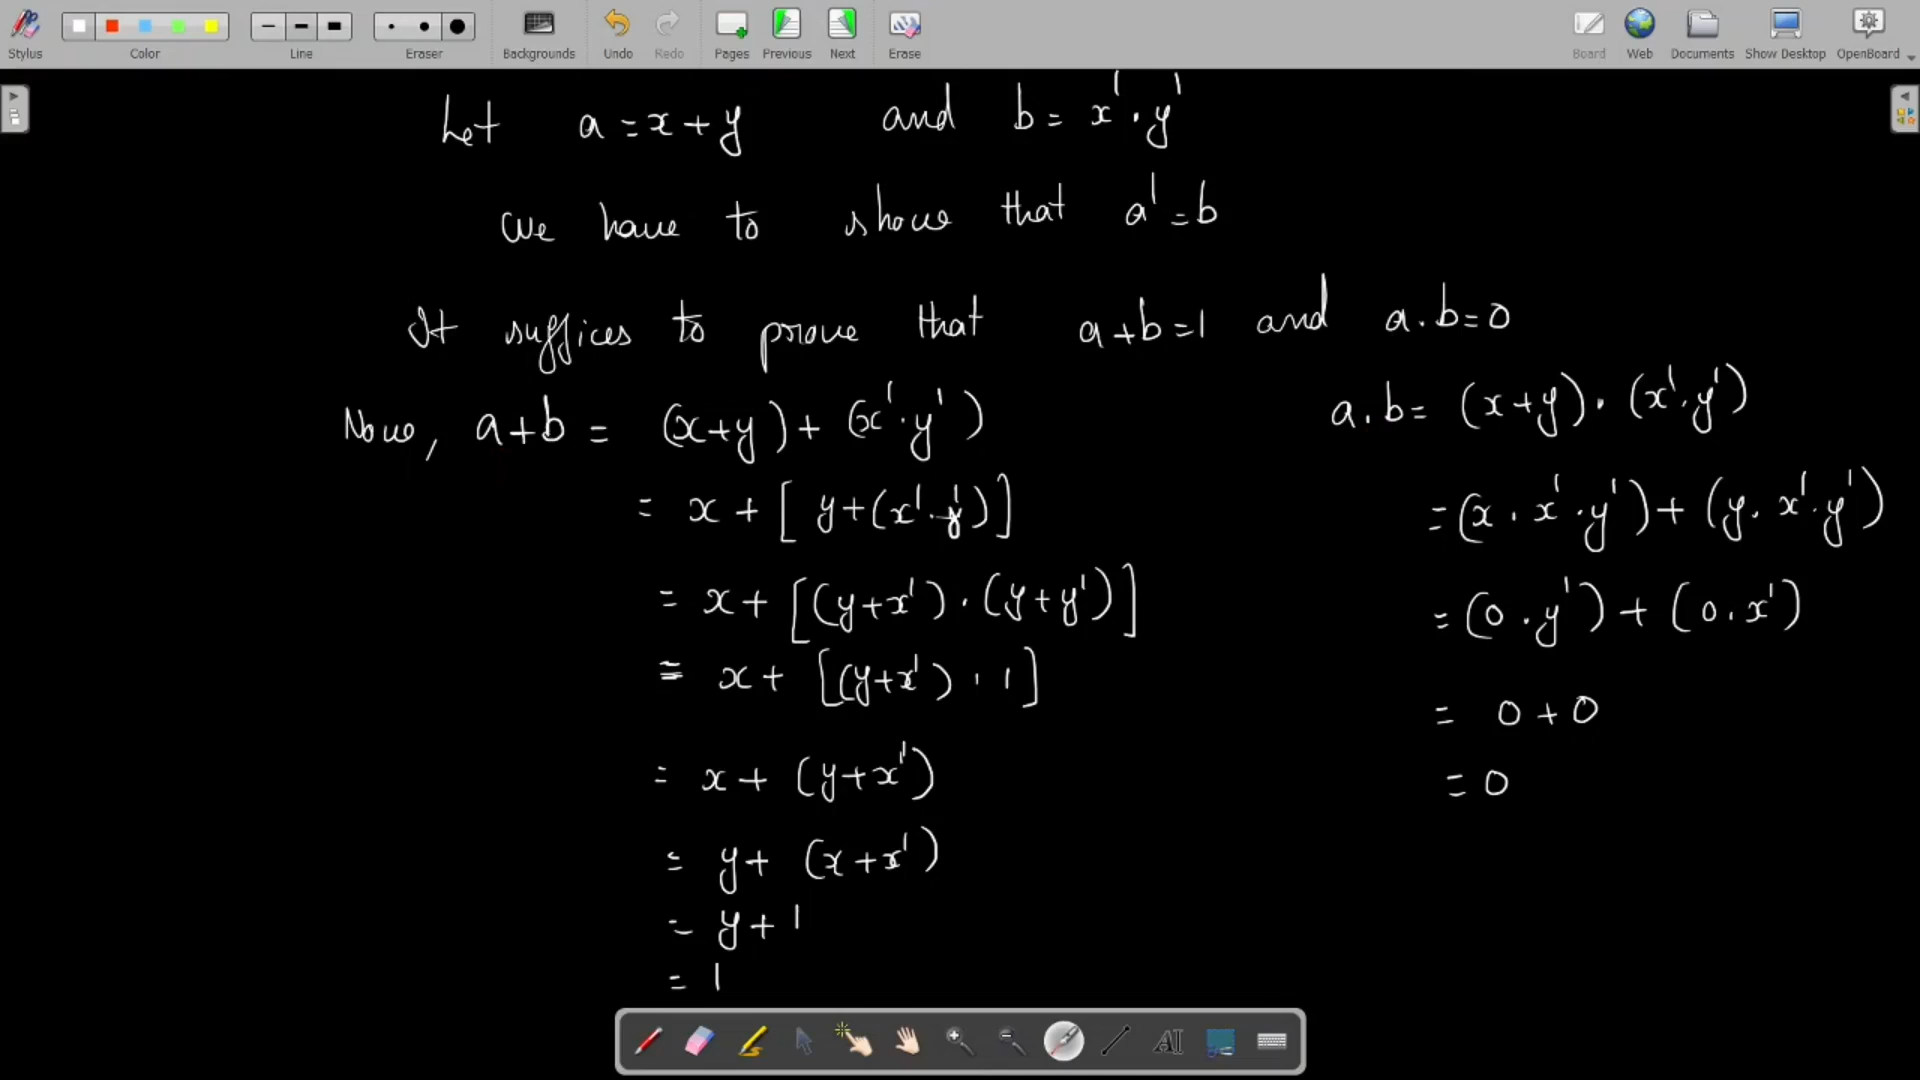 Stylus Color Line Eraser Backgrounds Undo Redo Pages Previous Next Erase Board Web Documents Show Desktop OpenBoard
Let a = x + y and b = x' . y'
We have to show that a' = b
It suffices to prove that a + b = 1 and a . b = 0
Now, a + b = (x+y) + (x' . y')
= x + [ y + (x' . y')]
= x + [(y+x') . (y+y')]
= x + [(y+x') . 1]
= x + (y+x')
= y + (x+x')
= y + 1
= 1
a . b = (x+y) . (x' . y')
= (x . x' . y') + (y . x' . y')
= (0 . y') + (0 . x')
= 0 + 0
= 0
AI